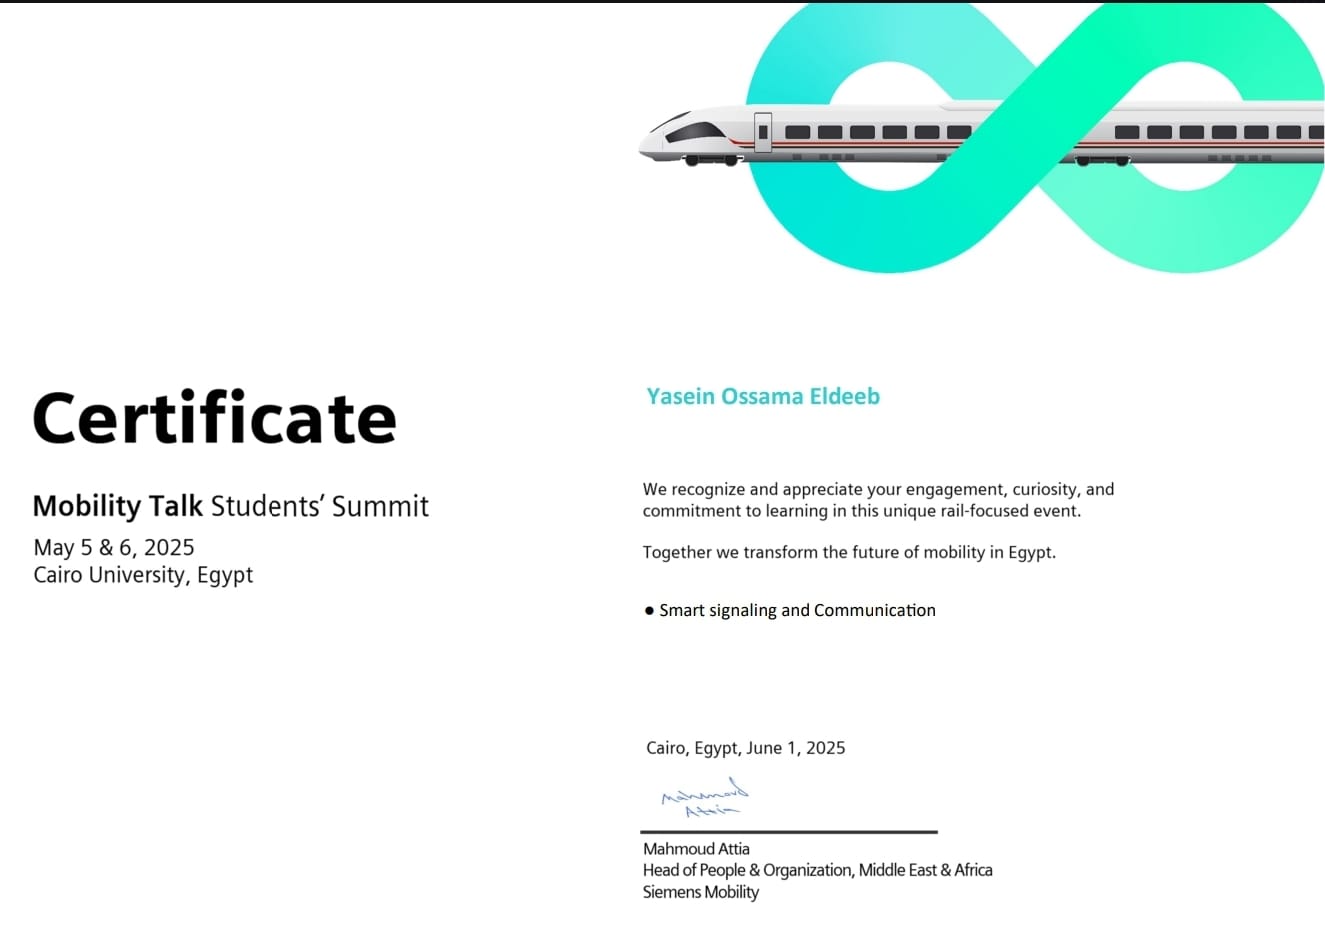 Certificate
Mobility Talk Students’ Summit
May 5 & 6, 2025
Cairo University, Egypt
Yasein Ossama Eldeeb
We recognize and appreciate your engagement, curiosity, and
commitment to learning in this unique rail-focused event.
Together we transform the future of mobility in Egypt.
● Smart signaling and Communication
Cairo, Egypt, June 1, 2025
Mahmoud
Attia
Mahmoud Attia
Head of People & Organization, Middle East & Africa
Siemens Mobility